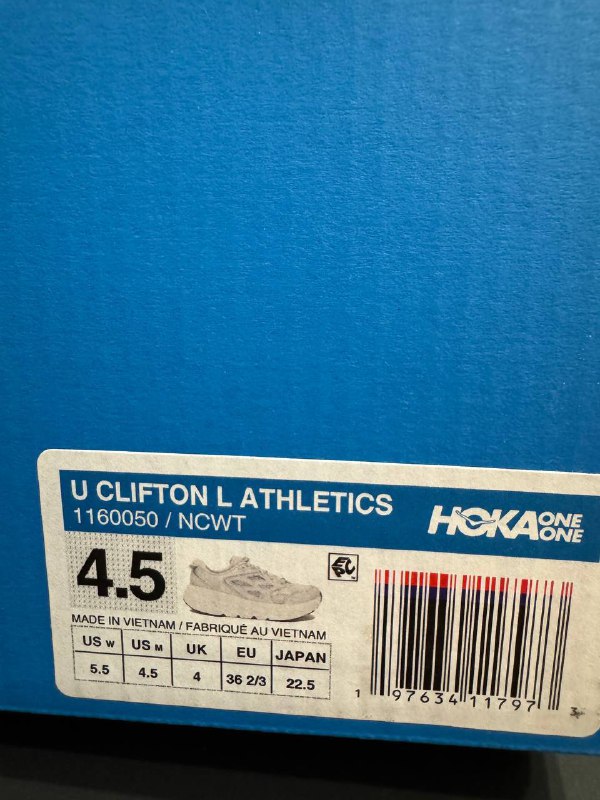 U CLIFTON L ATHLETICS
1160050 / NCWT
HOKA ONE ONE
4.5
MADE IN VIETNAM / FABRIQUÉ AU VIETNAM
US W US M UK EU JAPAN
5.5 4.5 4 36 2/3 22.5
1 97634 11797